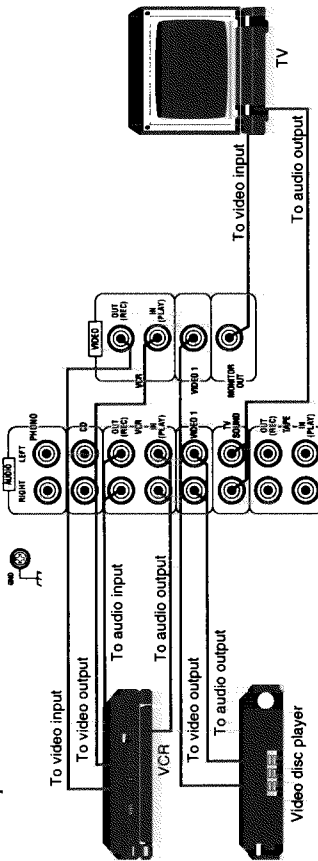 GND
AUDIO
RIGHT
LEFT
PHONO
CD
OUT
(REC)
VCR
IN
(PLAY)
VIDEO 1
TV
SOUND
OUT
(REC)
TAPE
IN
(PLAY)
VIDEO
OUT
(REC)
VCR
IN
(PLAY)
VIDEO 1
MONITOR
OUT
To video input
To video output
To audio input
To audio output
VCR
To video output
To audio output
Video disc player
To video input
To audio output
TV